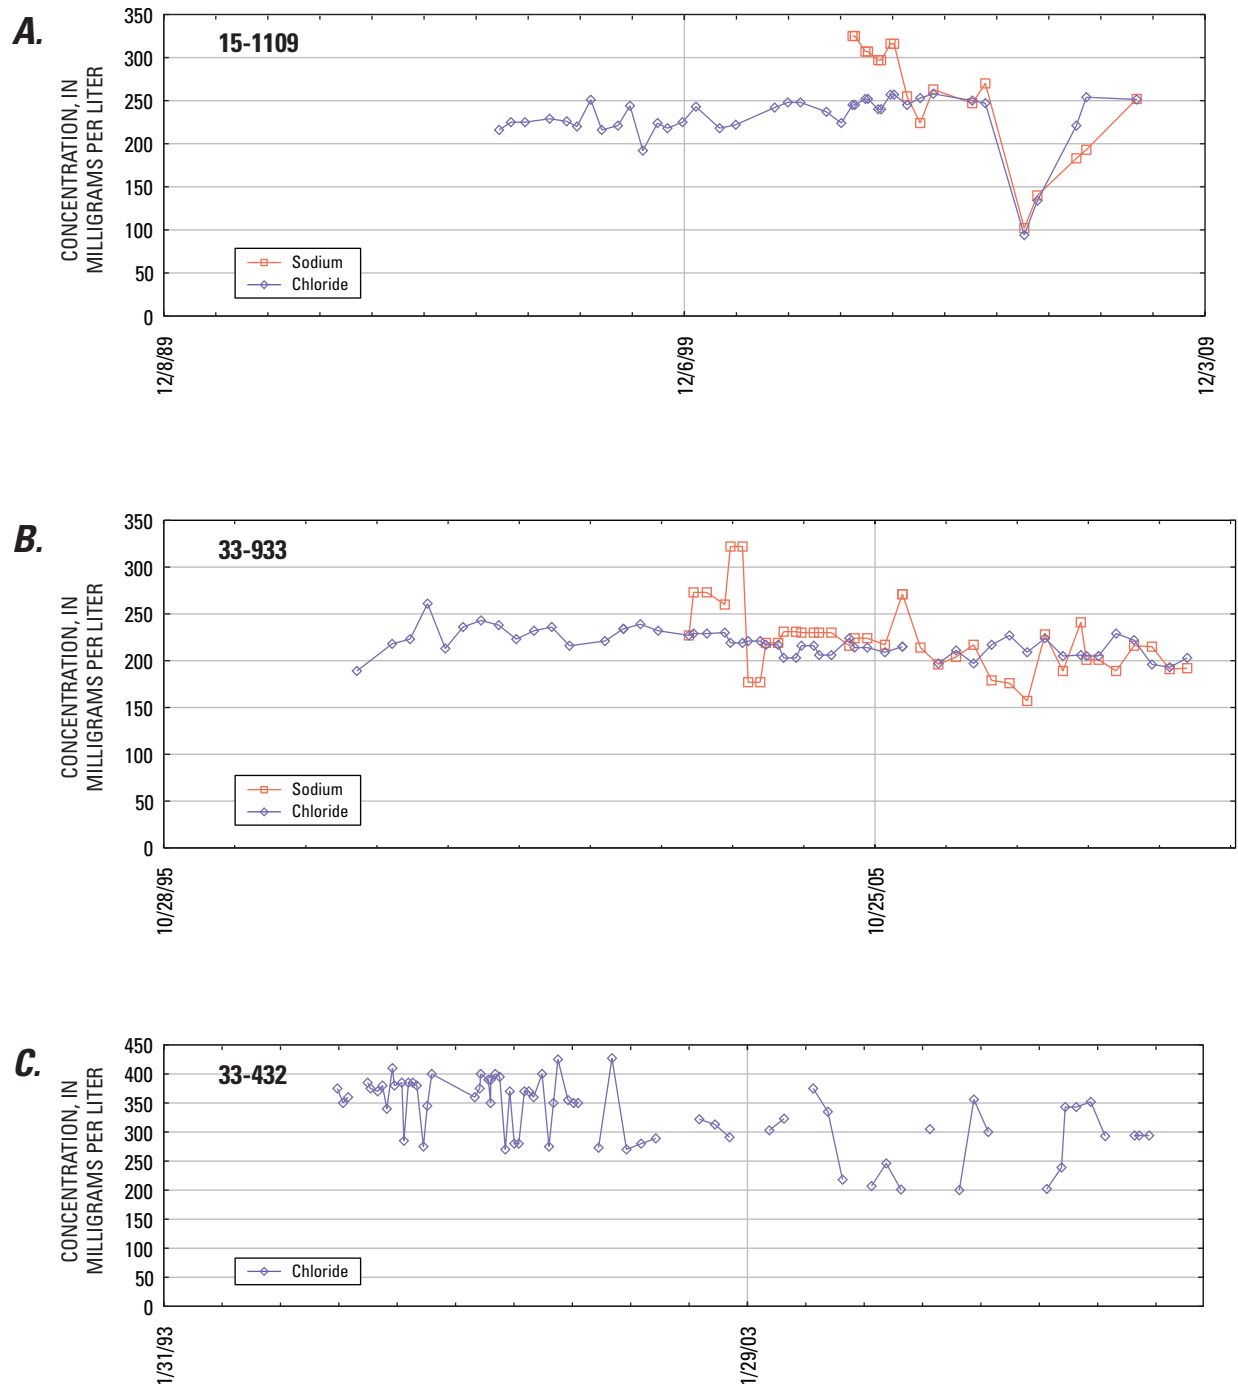 A.
15-1109
CONCENTRATION, IN
MILLIGRAMS PER LITER
350
300
250
200
150
100
50
0
Sodium
Chloride
12/8/89
12/6/99
12/3/09
B.
33-933
CONCENTRATION, IN
MILLIGRAMS PER LITER
350
300
250
200
150
100
50
0
Sodium
Chloride
10/28/95
10/25/05
C.
33-432
CONCENTRATION, IN
MILLIGRAMS PER LITER
450
400
350
300
250
200
150
100
50
0
Chloride
1/31/93
1/29/03